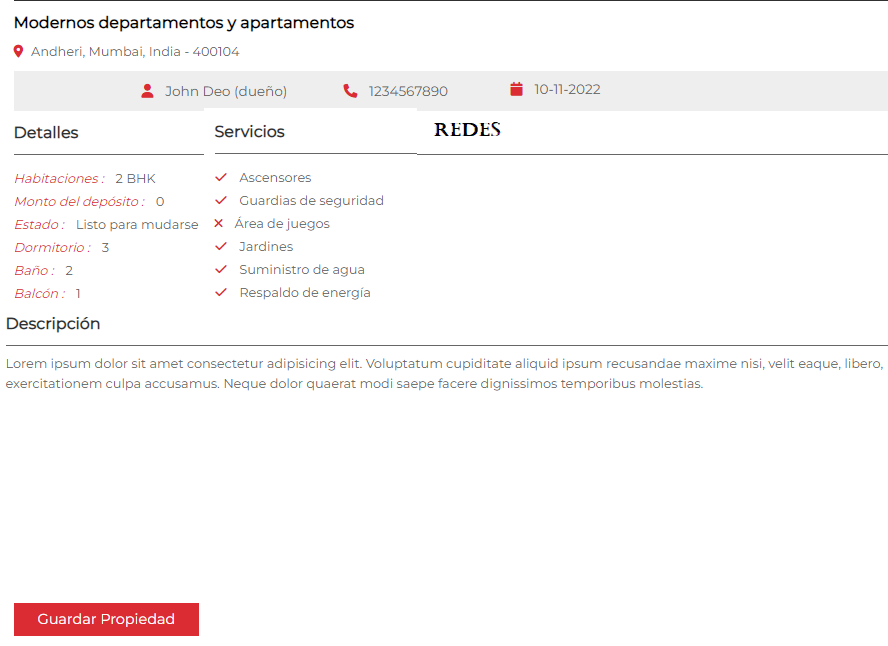 Modernos departamentos y apartamentos
Andheri, Mumbai, India - 400104
John Deo (dueño) 1234567890 10-11-2022
Detalles
Habitaciones : 2 BHK
Monto del depósito : 0
Estado : Listo para mudarse
Dormitorio : 3
Baño : 2
Balcón : 1
Servicios
Ascensores
Guardias de seguridad
Área de juegos
Jardines
Suministro de agua
Respaldo de energía
REDES
Descripción
Lorem ipsum dolor sit amet consectetur adipisicing elit. Voluptatum cupiditate aliquid ipsum recusandae maxime nisi, velit eaque, libero,
exercitationem culpa accusamus. Neque dolor quaerat modi saepe facere dignissimos temporibus molestias.
Guardar Propiedad